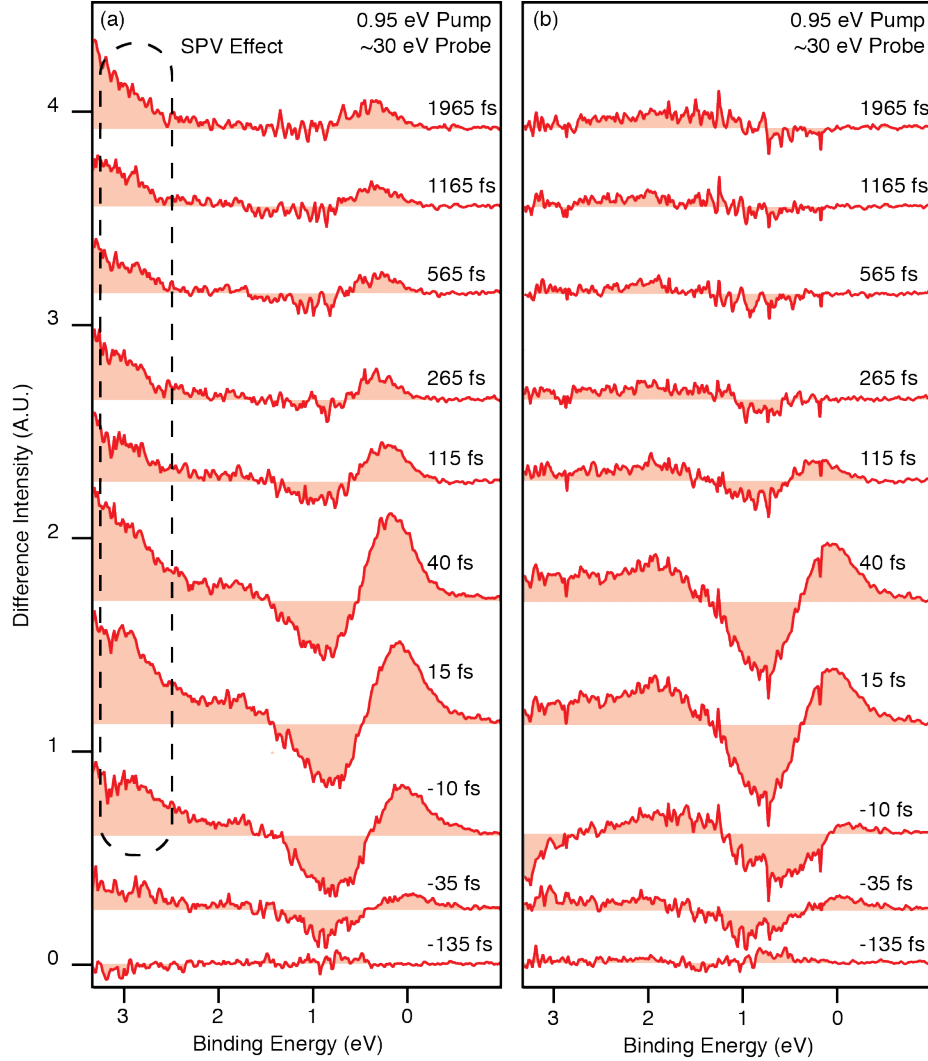 (a)
0.95 eV Pump
~30 eV Probe
SPV Effect
1965 fs
1165 fs
565 fs
265 fs
115 fs
40 fs
15 fs
-10 fs
-35 fs
-135 fs
4
3
2
1
0
Difference Intensity (A.U.)
3
2
1
0
Binding Energy (eV)
(b)
0.95 eV Pump
~30 eV Probe
1965 fs
1165 fs
565 fs
265 fs
115 fs
40 fs
15 fs
-10 fs
-35 fs
-135 fs
3
2
1
0
Binding Energy (eV)